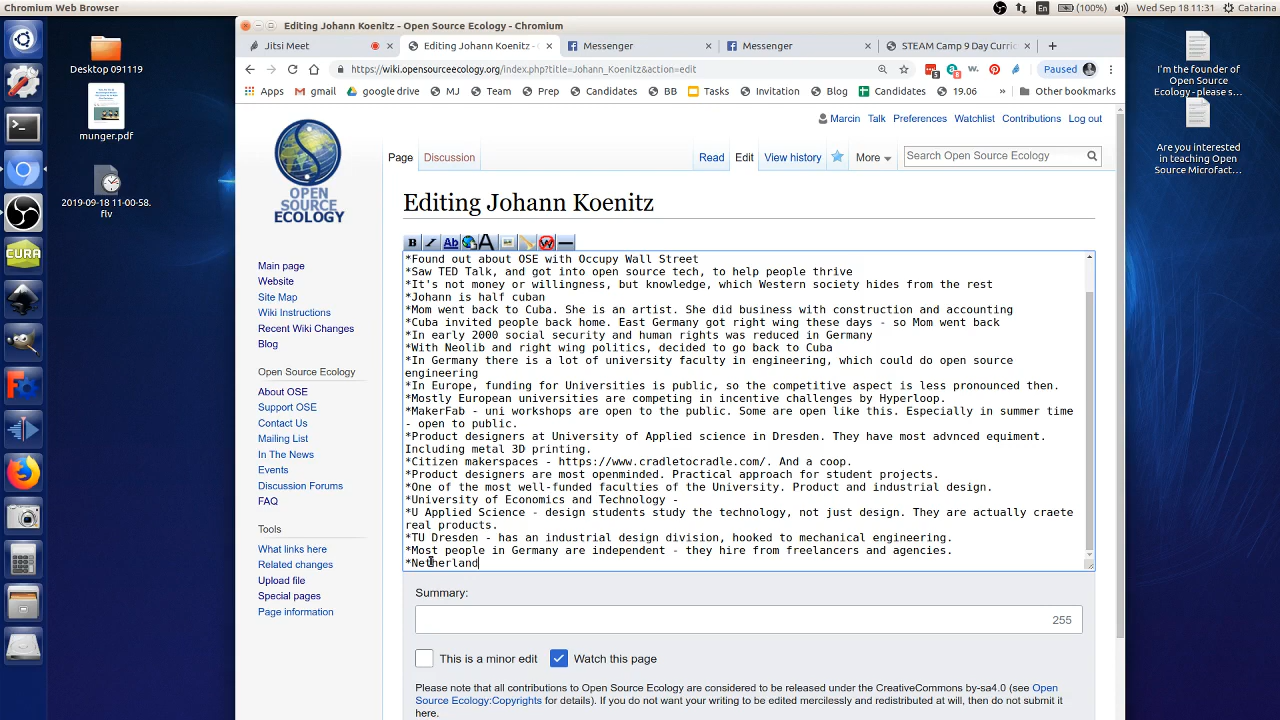 Chromium Web Browser
En
(100%)
Wed Sep 18 11:31
Catarina
Desktop 091119
munger.pdf
2019-09-18 11-00-58.
flv
CURA
Editing Johann Koenitz - Open Source Ecology - Chromium
Jitsi Meet
Editing Johann Koenitz -
Messenger
Messenger
STEAM Camp 9 Day Curric
https://wiki.opensourceecology.org/index.php?title=Johann_Koenitz&action=edit
Paused
Apps
gmail
google drive
MJ
Team
Candidates
BB
Tasks
Invitati
Blog
Candidates
19.09
»
Other bookmarks
Marcin
Talk
Preferences
Watchlist
Contributions
Log out
Page
Discussion
Read
Edit
View history
More
Search Open Source Ecology
OPEN
SOURCE
ECOLOGY
Main page
Website
Site Map
Wiki Instructions
Recent Wiki Changes
Blog
Open Source Ecology
About OSE
Support OSE
Contact Us
Mailing List
In The News
Events
Discussion Forums
FAQ
Tools
What links here
Related changes
Upload file
Special pages
Page information
Editing Johann Koenitz
B I Ab A W
*Found out about OSE with Occupy Wall Street
*Saw TED Talk, and got into open source tech, to help people thrive
*It's not money or willingness, but knowledge, which Western society hides from the rest
*Johann is half cuban
*Mom went back to Cuba. She is an artist. She did business with construction and accounting
*Cuba invited people back home. East Germany got right wing these days - so Mom went back
*In early 2000 social security and human rights was reduced in Germany
*With Neolib and right wing politics, decided to go back to Cuba
*In Germany there is a lot of university faculty in engineering, which could do open source
engineering
*In Europe, funding for Universities is public, so the competitive aspect is less pronounced then.
*Mostly European universities are competing in incentive challenges by Hyperloop.
*MakerFab - uni workshops are open to the public. Some are open like this. Especially in summer time
- open to public.
*Product designers at University of Applied science in Dresden. They have most advnced equiment.
Including metal 3D printing.
*Citizen makerspaces - https://www.cradletocradle.com/. And a coop.
*Product designers are most openminded. Practical approach for student projects.
*One of the most well-funded faculties of the University. Product and industrial design.
*University of Economics and Technology -
*U Applied Science - design students study the technology, not just design. They are actually craete
real products.
*TU Dresden - has an industrial design division, hooked to mechanical engineering.
*Most people in Germany are independent - they hire from freelancers andagencies.
*Netherland
Summary:
255
This is a minor edit
Watch this page
Please note that all contributions to Open Source Ecology are considered to be released under the CreativeCommons by-sa4.0 (see Open
Source Ecology:Copyrights for details). If you do not want your writing to be edited mercilessly and redistributed at will, then do not submit it
here.
I'm the founder of
Open Source
Ecology - please s...
Are you interested
in teaching Open
Source Microfact...